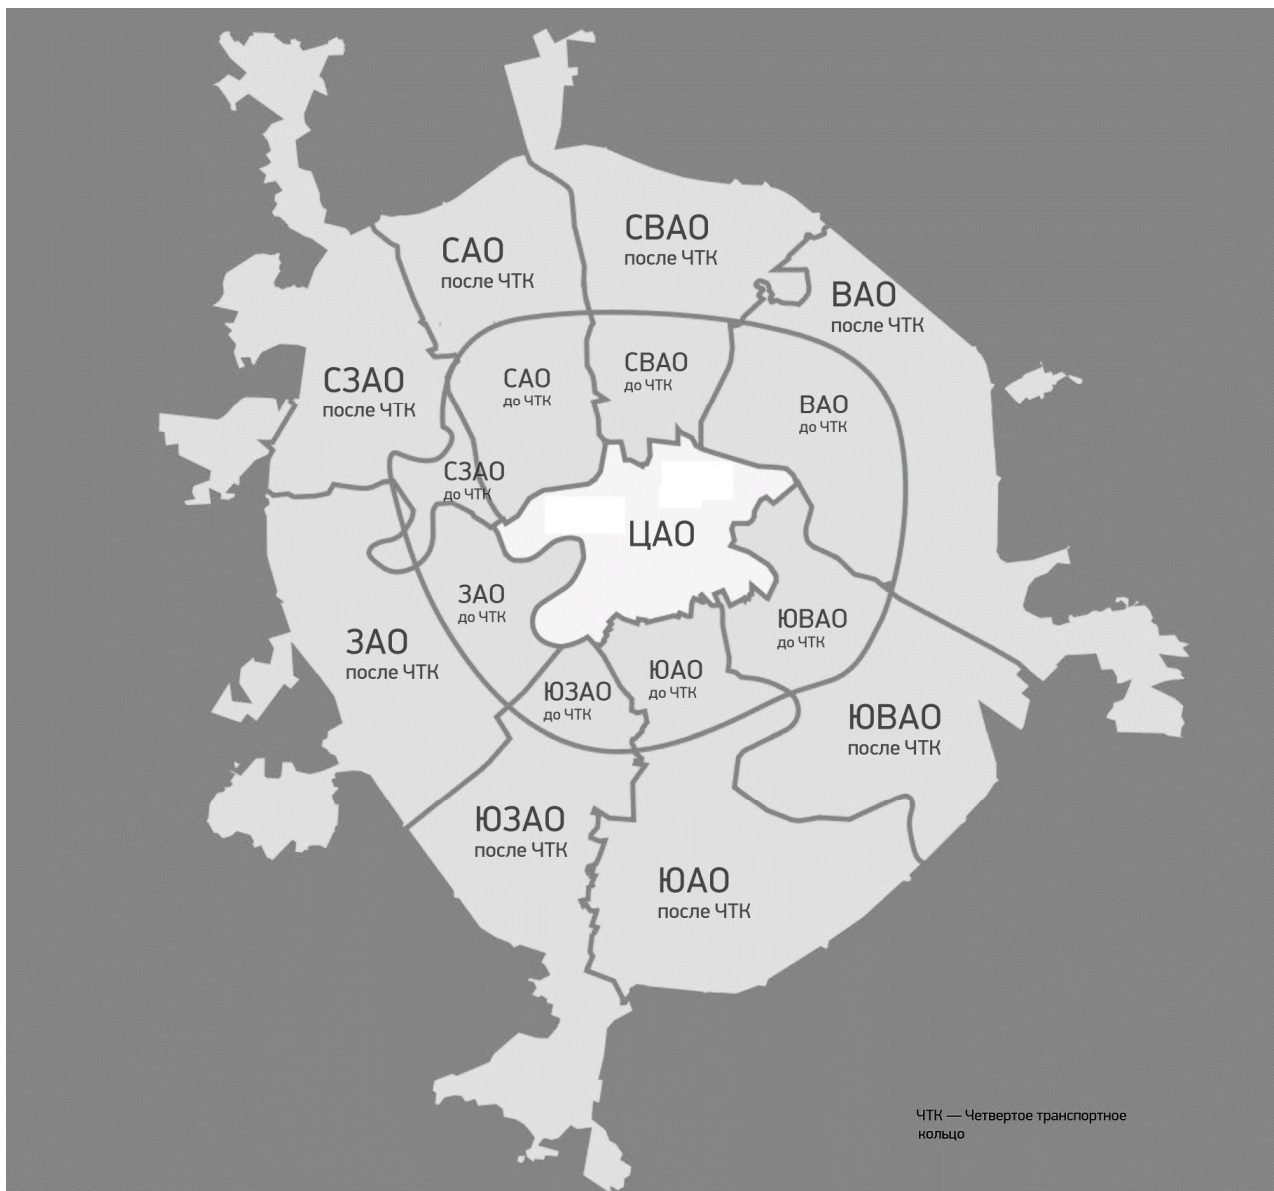 СВАО
после ЧТК
САО
после ЧТК
ВАО
после ЧТК
СВАО
до ЧТК
СЗАО
после ЧТК
САО
до ЧТК
ВАО
до ЧТК
СЗАО
до ЧТК
ЦАО
ЗАО
до ЧТК
ЮВАО
до ЧТК
ЗАО
после ЧТК
ЮАО
до ЧТК
ЮЗАО
до ЧТК
ЮВАО
после ЧТК
ЮЗАО
после ЧТК
ЮАО
после ЧТК
ЧТК — Четвертое транспортное
кольцо